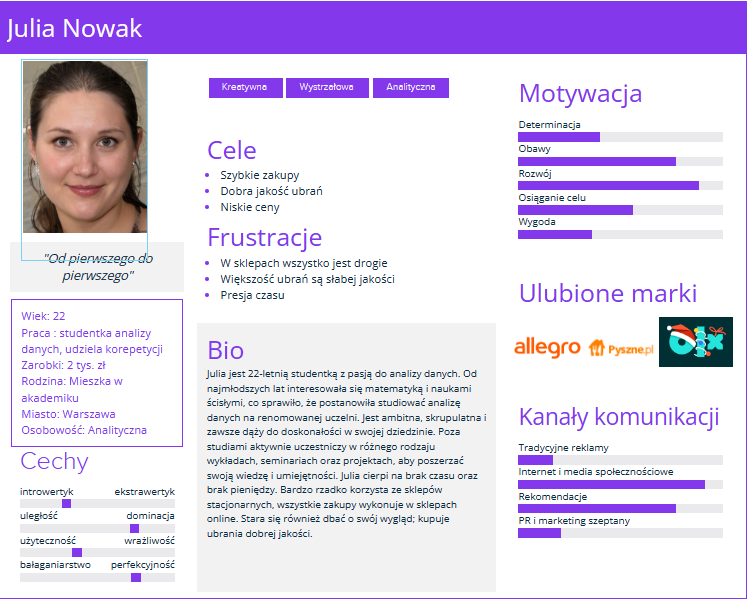 Julia Nowak
"Od pierwszego do
pierwszego"
Wiek: 22
Praca : studentka analizy
danych, udziela korepetycji
Zarobki: 2 tys. zł
Rodzina: Mieszka w
akademiku
Miasto: Warszawa
Osobowość: Analityczna
Cechy
introwertyk ekstrawertyk
uległość dominacja
użyteczność wrażliwość
bałaganiarstwo perfekcyjność
Kreatywna Wystrzałowa Analityczna
Cele
• Szybkie zakupy
• Dobra jakość ubrań
• Niskie ceny
Frustracje
• W sklepach wszystko jest drogie
• Większość ubrań są słabej jakości
• Presja czasu
Bio
Julia jest 22-letnią studentką z pasją do analizy danych. Od
najmłodszych lat interesowała się matematyką i naukami
ścisłymi, co sprawiło, że postanowiła studiować analizę
danych na renomowanej uczelni. Jest ambitna, skrupulatna i
zawsze dąży do doskonałości w swojej dziedzinie. Poza
studiami aktywnie uczestniczy w różnego rodzaju
wykładach, seminariach oraz projektach, aby poszerzać
swoją wiedzę i umiejętności. Julia cierpi na brak czasu oraz
brak pieniędzy. Bardzo rzadko korzysta ze sklepów
stacjonarnych, wszystkie zakupy wykonuje w sklepach
online. Stara się również dbać o swój wygląd; kupuje
ubrania dobrej jakości.
Motywacja
Determinacja
Obawy
Rozwój
Osiąganie celu
Wygoda
Ulubione marki
allegro Pyszne.pl olx
Kanały komunikacji
Tradycyjne reklamy
Internet i media społecznościowe
Rekomendacje
PR i marketing szeptany